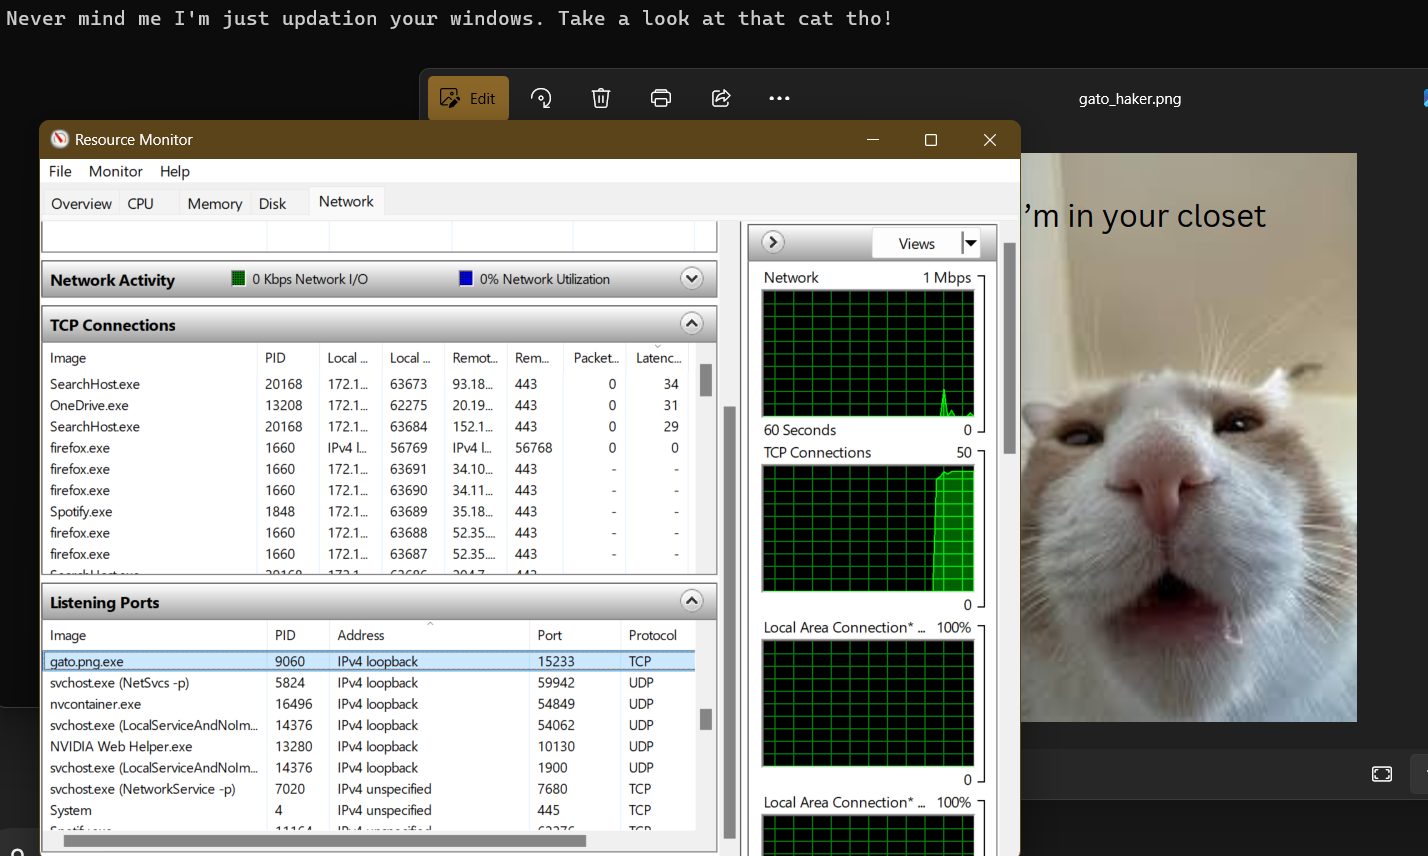 Never mind me I'm just updation your windows. Take a look at that cat tho!
Edit
gato_haker.png
Resource Monitor
File Monitor Help
Overview CPU Memory Disk Network
'm in your closet
Views
Network Activity 0 Kbps Network I/O 0% Network Utilization
TCP Connections
Image PID Local ... Local ... Remot... Rem... Packet... Latenc...
SearchHost.exe 20168 172.1... 63673 93.18... 443 0 34
OneDrive.exe 13208 172.1... 62275 20.19... 443 0 31
SearchHost.exe 20168 172.1... 63684 152.1... 443 0 29
firefox.exe 1660 IPv4 l... 56769 IPv4 l... 56768 0 0
firefox.exe 1660 172.1... 63691 34.10... 443 - -
firefox.exe 1660 172.1... 63690 34.11... 443 - -
Spotify.exe 1848 172.1... 63689 35.18... 443 - -
firefox.exe 1660 172.1... 63688 52.35.... 443 - -
firefox.exe 1660 172.1... 63687 52.35.... 443 - -
Listening Ports
Image PID Address Port Protocol
gato.png.exe 9060 IPv4 loopback 15233 TCP
svchost.exe (NetSvcs -p) 5824 IPv4 loopback 59942 UDP
nvcontainer.exe 16496 IPv4 loopback 54849 UDP
svchost.exe (LocalServiceAndNoIm... 14376 IPv4 loopback 54062 UDP
NVIDIA Web Helper.exe 13280 IPv4 loopback 10130 UDP
svchost.exe (LocalServiceAndNoIm... 14376 IPv4 loopback 1900 UDP
svchost.exe (NetworkService -p) 7020 IPv4 unspecified 7680 TCP
System 4 IPv4 unspecified 445 TCP
Network 1 Mbps
60 Seconds 0
TCP Connections 50
0
Local Area Connection* ... 100%
0
Local Area Connection* ... 100%